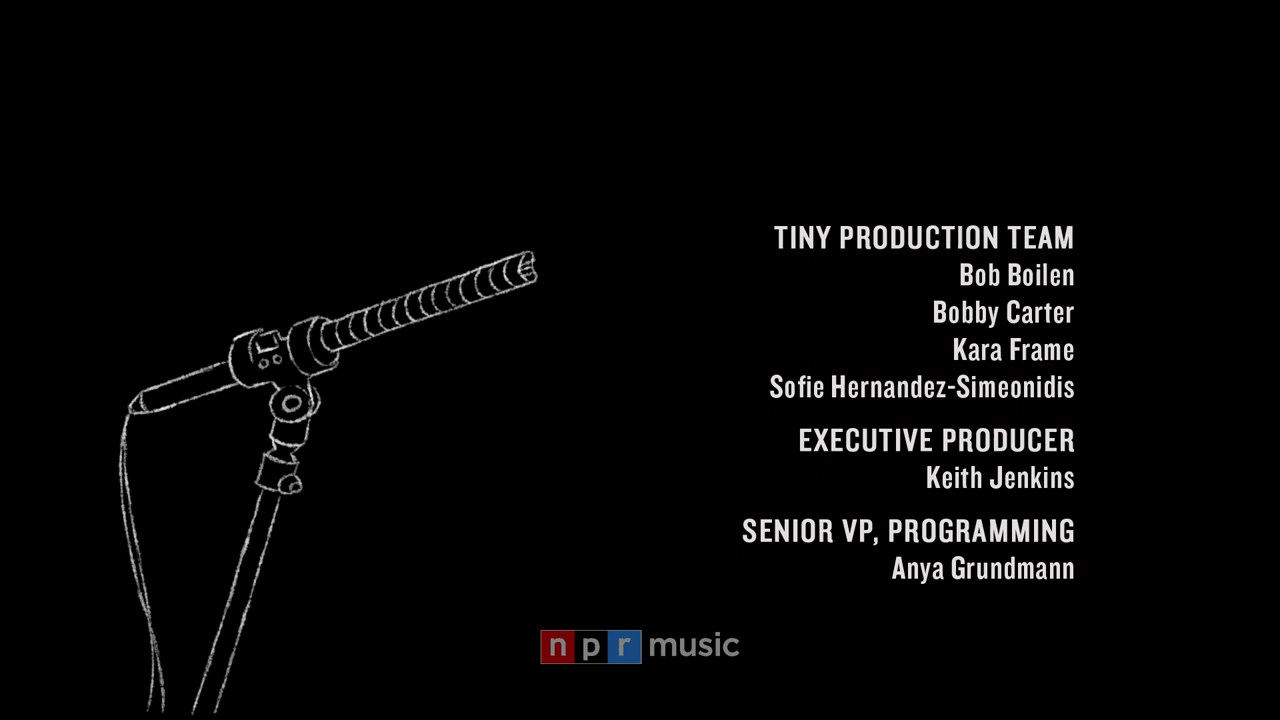 TINY PRODUCTION TEAM
Bob Boilen
Bobby Carter
Kara Frame
Sofie Hernandez-Simeonidis
EXECUTIVE PRODUCER
Keith Jenkins
SENIOR VP, PROGRAMMING
Anya Grundmann
npr music